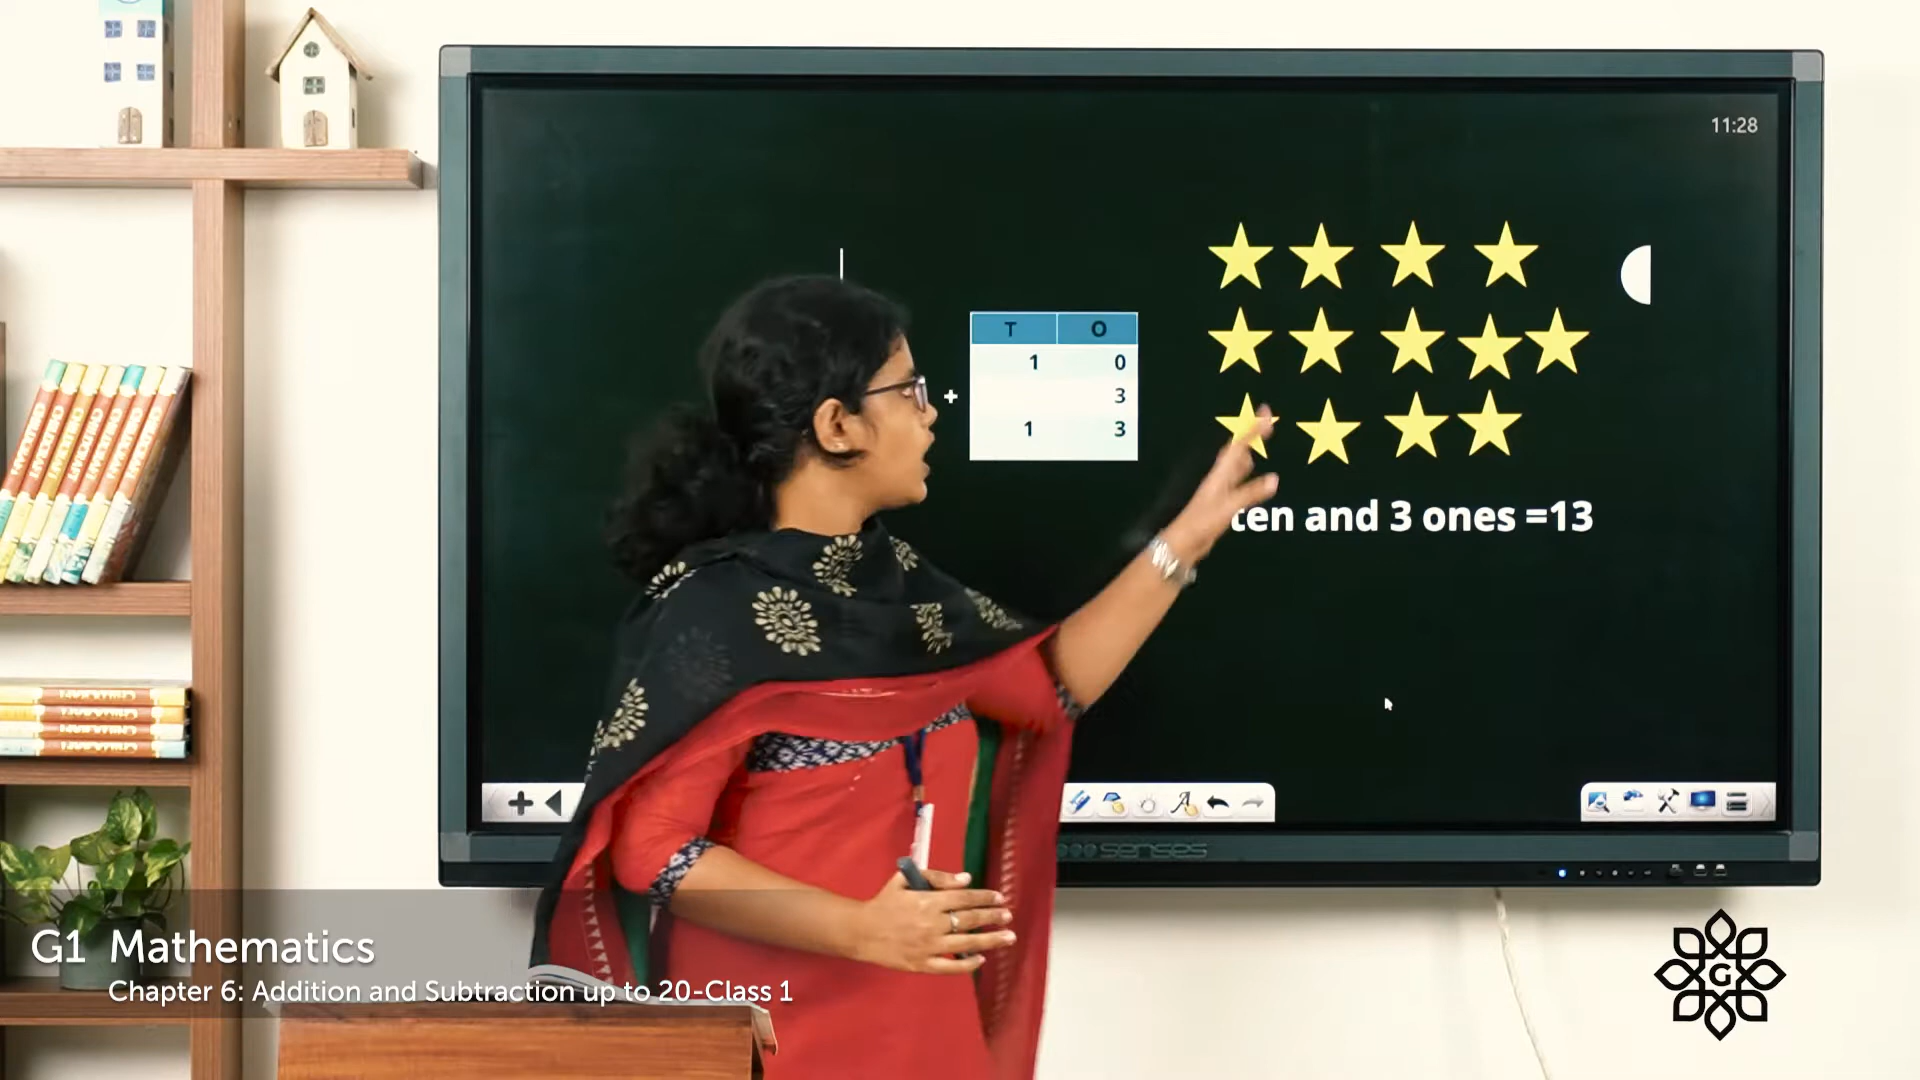 11:28
T O
1 0
+ 3
1 3
ten and 3 ones =13
senses
G1 Mathematics
Chapter 6: Addition and Subtraction up to 20-Class 1
G